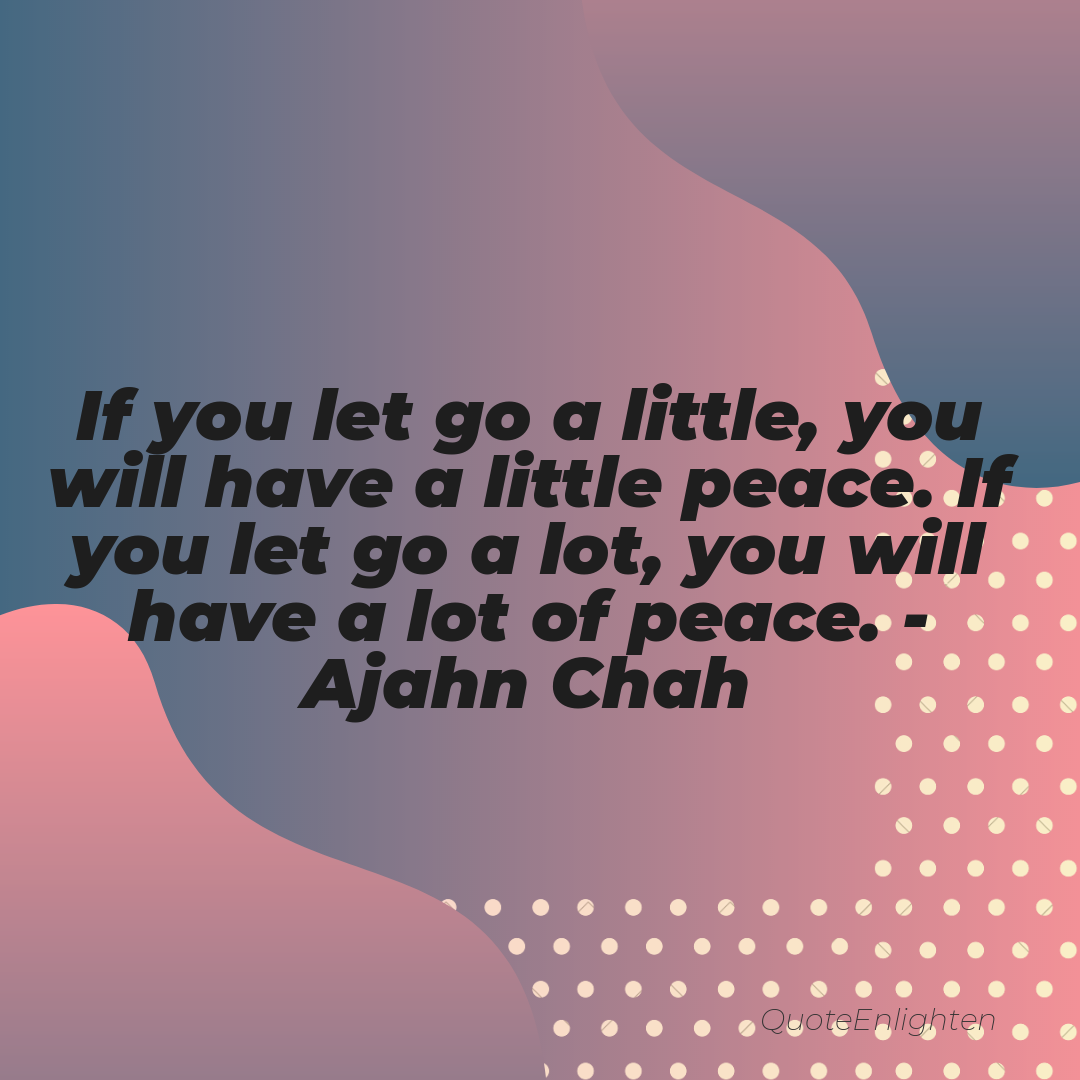 If you let go a little, you
will have a little peace. If
you let go a lot, you will
have a lot of peace. -
Ajahn Chah
QuoteEnlighten